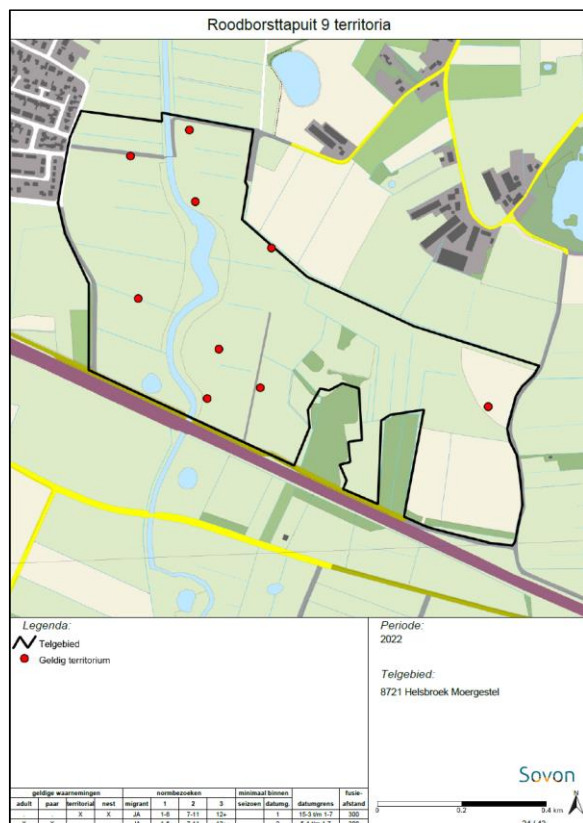 Roodborsttapuit 9 territoria
Legenda:
Telgebied
Geldig territorium
Periode:
2022
Telgebied:
8721 Helsbroek Moergestel
Sovon
geldige waarnemingen normbezoeken minimaal binnen fusie-
adult paar territoriaal nest migrant 1 2 3 seizoen datumg. datumgrens afstand
X X JA 1-6 7-11 12+ 1 15-3 t/m 1-7 300
0 0.2 0.4 km